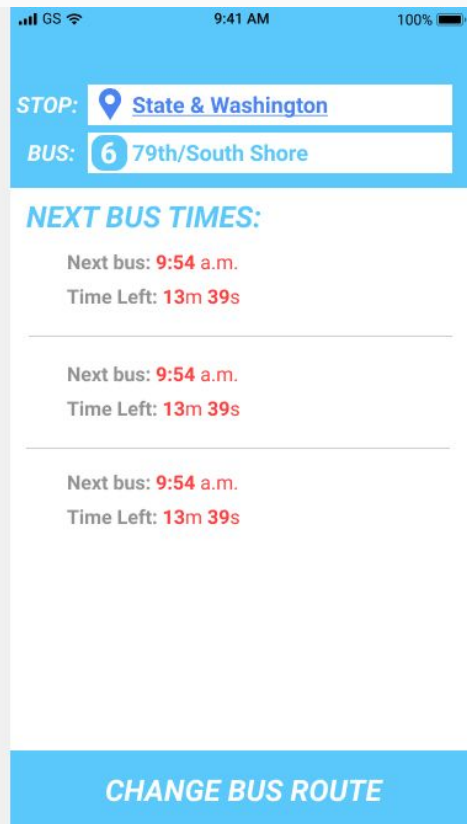 GS 9:41 AM 100%
STOP: State & Washington
BUS: 6 79th/South Shore
NEXT BUS TIMES:
Next bus: 9:54 a.m.
Time Left: 13m 39s
Next bus: 9:54 a.m.
Time Left: 13m 39s
Next bus: 9:54 a.m.
Time Left: 13m 39s
CHANGE BUS ROUTE